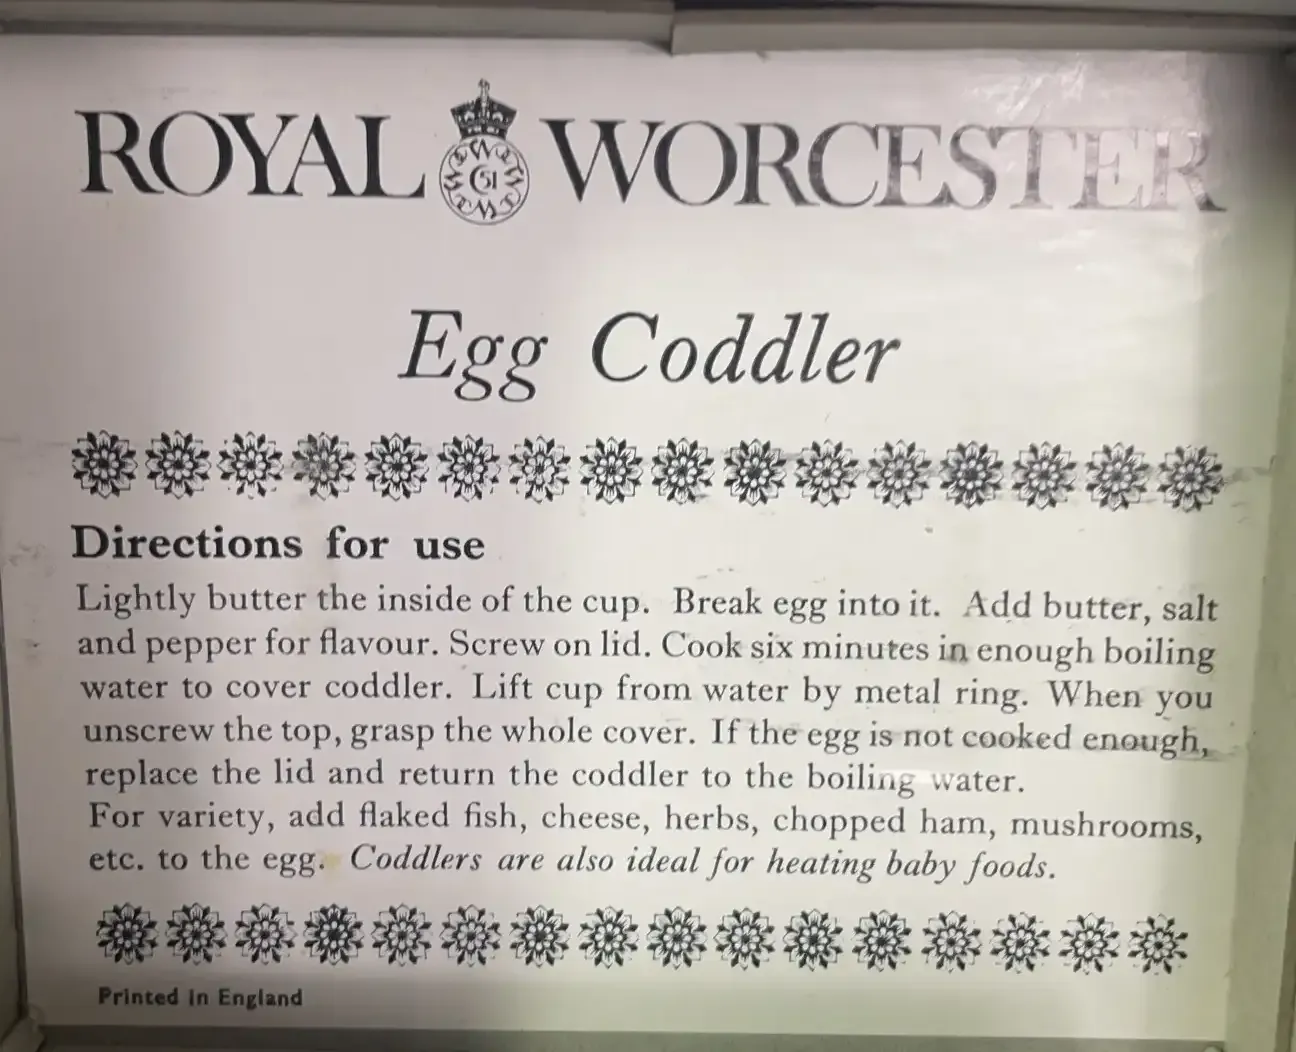 ROYAL WORCESTER
51
Egg Coddler
Directions for use
Lightly butter the inside of the cup. Break egg into it. Add butter, salt
and pepper for flavour. Screw on lid. Cook six minutes in enough boiling
water to cover coddler. Lift cup from water by metal ring. When you
unscrew the top, grasp the whole cover. If the egg is not cooked enough,
replace the lid and return the coddler to the boiling water.
For variety, add flaked fish, cheese, herbs, chopped ham, mushrooms,
etc. to the egg. Coddlers are also ideal for heating baby foods.
Printed in England